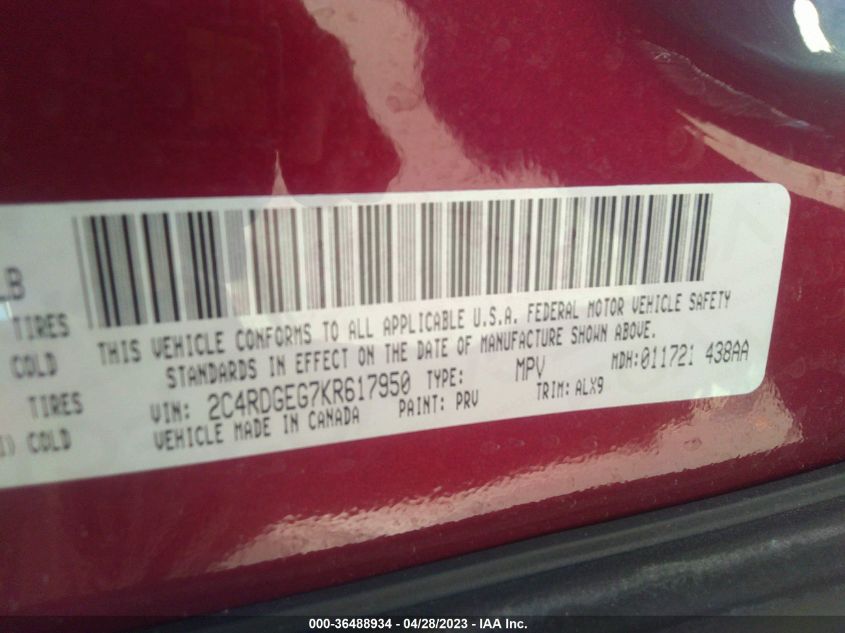 LB
TIRES
COLD
TIRES
COLD
THIS VEHICLE CONFORMS TO ALL APPLICABLE U.S.A. FEDERAL MOTOR VEHICLE SAFETY
STANDARDS IN EFFECT ON THE DATE OF MANUFACTURE SHOWN ABOVE.
VIN: 2C4RDGEG7KR617950 TYPE: MPV MDH:011721 438AA
VEHICLE MADE IN CANADA PAINT: PRV TRIM: ALX9
000-36488934 - 04/28/2023 - IAA Inc.